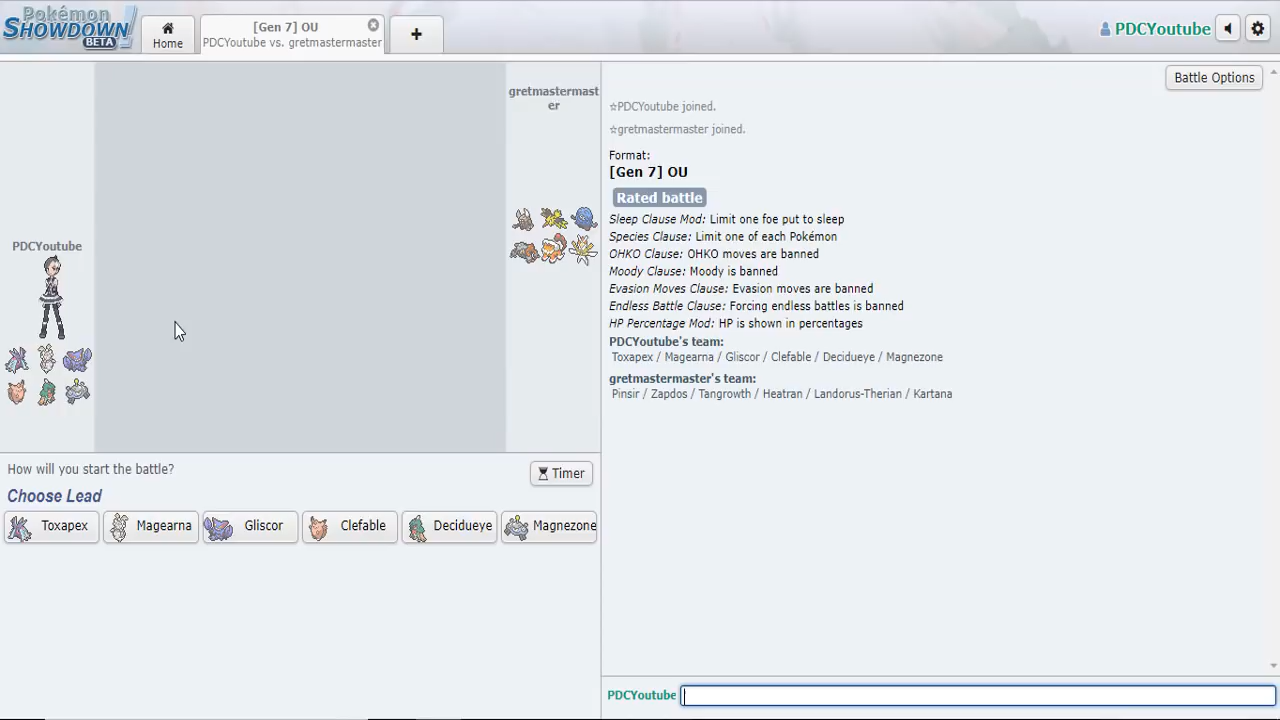 Pokémon
SHOWDOWN
BETA
Home
[Gen 7] OU
PDCYoutube vs. gretmastermaster
+
PDCYoutube
gretmastermast
er
PDCYoutube
How will you start the battle?
Timer
Choose Lead
Toxapex
Magearna
Gliscor
Clefable
Decidueye
Magnezone
Battle Options
☆PDCYoutube joined.
☆gretmastermaster joined.
Format:
[Gen 7] OU
Rated battle
Sleep Clause Mod: Limit one foe put to sleep
Species Clause: Limit one of each Pokémon
OHKO Clause: OHKO moves are banned
Moody Clause: Moody is banned
Evasion Moves Clause: Evasion moves are banned
Endless Battle Clause: Forcing endless battles is banned
HP Percentage Mod: HP is shown in percentages
PDCYoutube's team:
Toxapex / Magearna / Gliscor / Clefable / Decidueye / Magnezone
gretmastermaster's team:
Pinsir / Zapdos / Tangrowth / Heatran / Landorus-Therian / Kartana
PDCYoutube